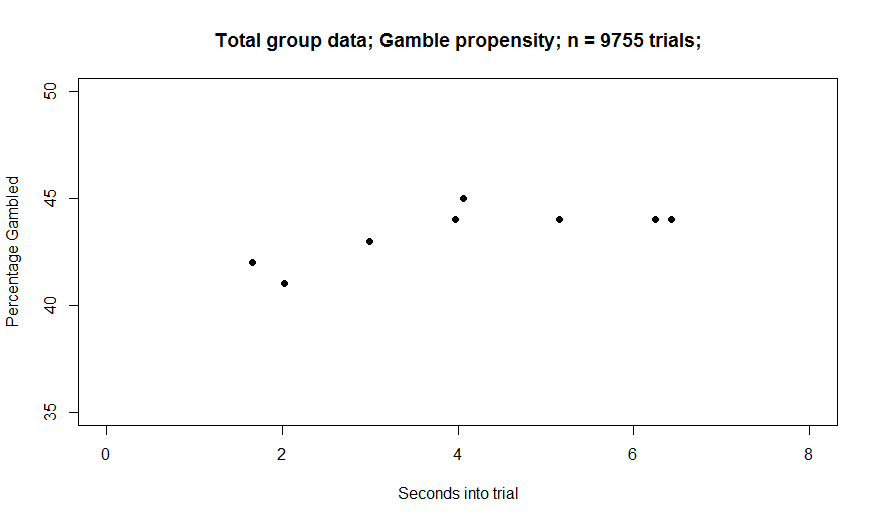 Total group data; Gamble propensity; n = 9755 trials;
Percentage Gambled
50
45
40
35
0 2 4 6 8
Seconds into trial